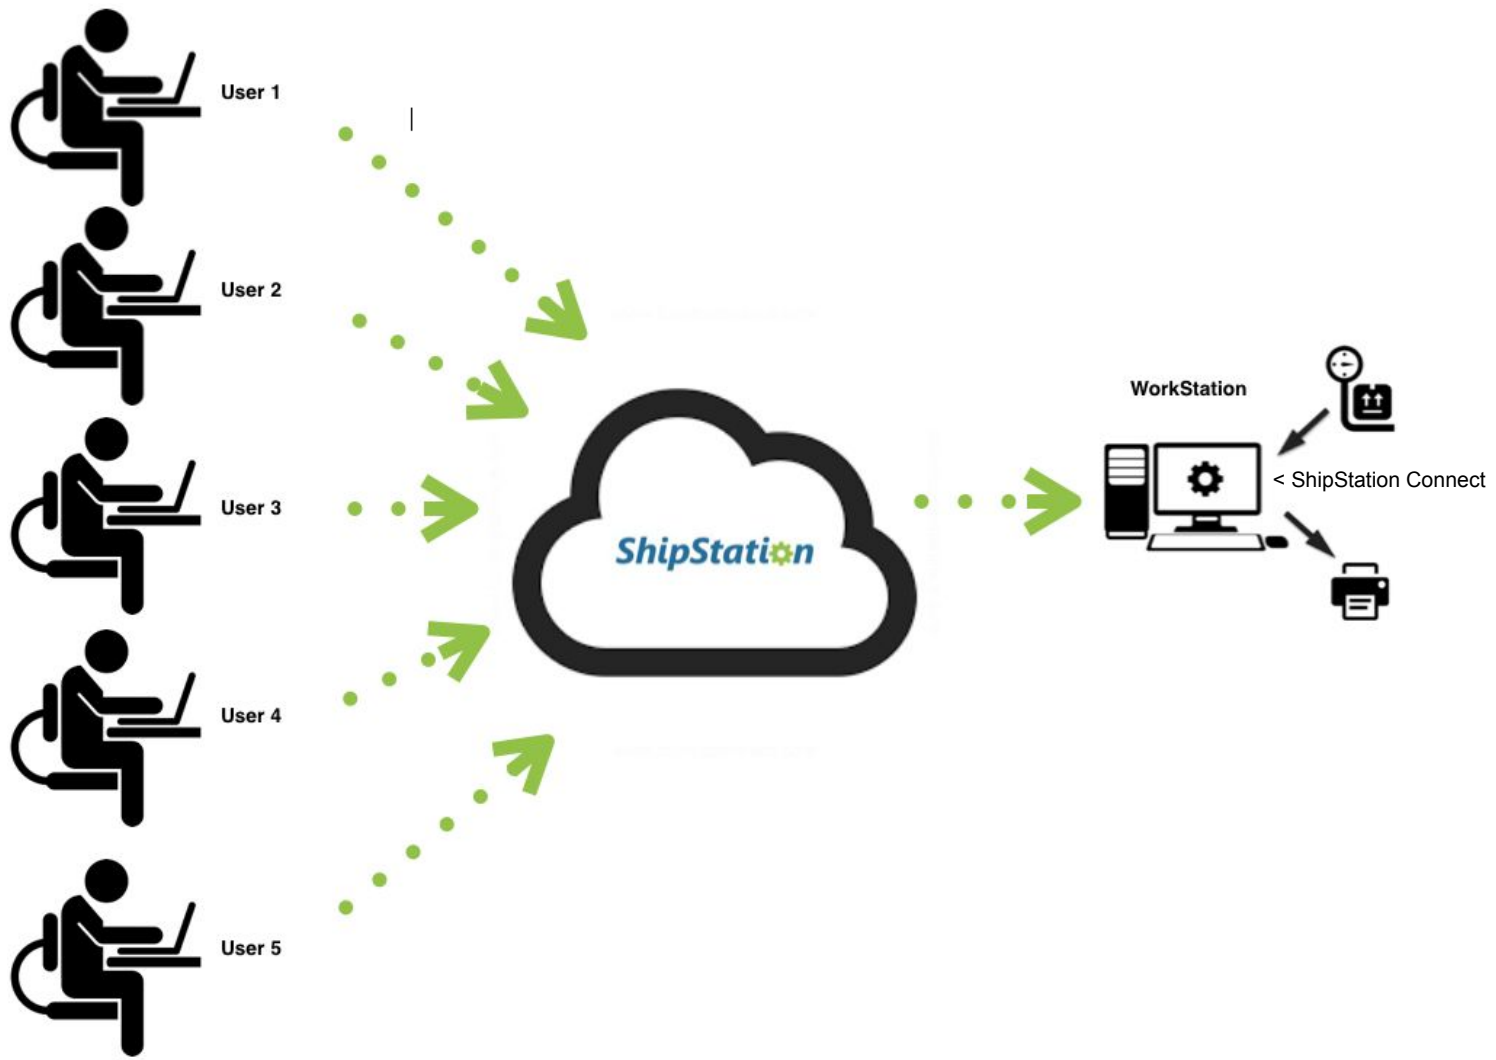 User 1
User 2
User 3
User 4
User 5
ShipStation
WorkStation
< ShipStation Connect